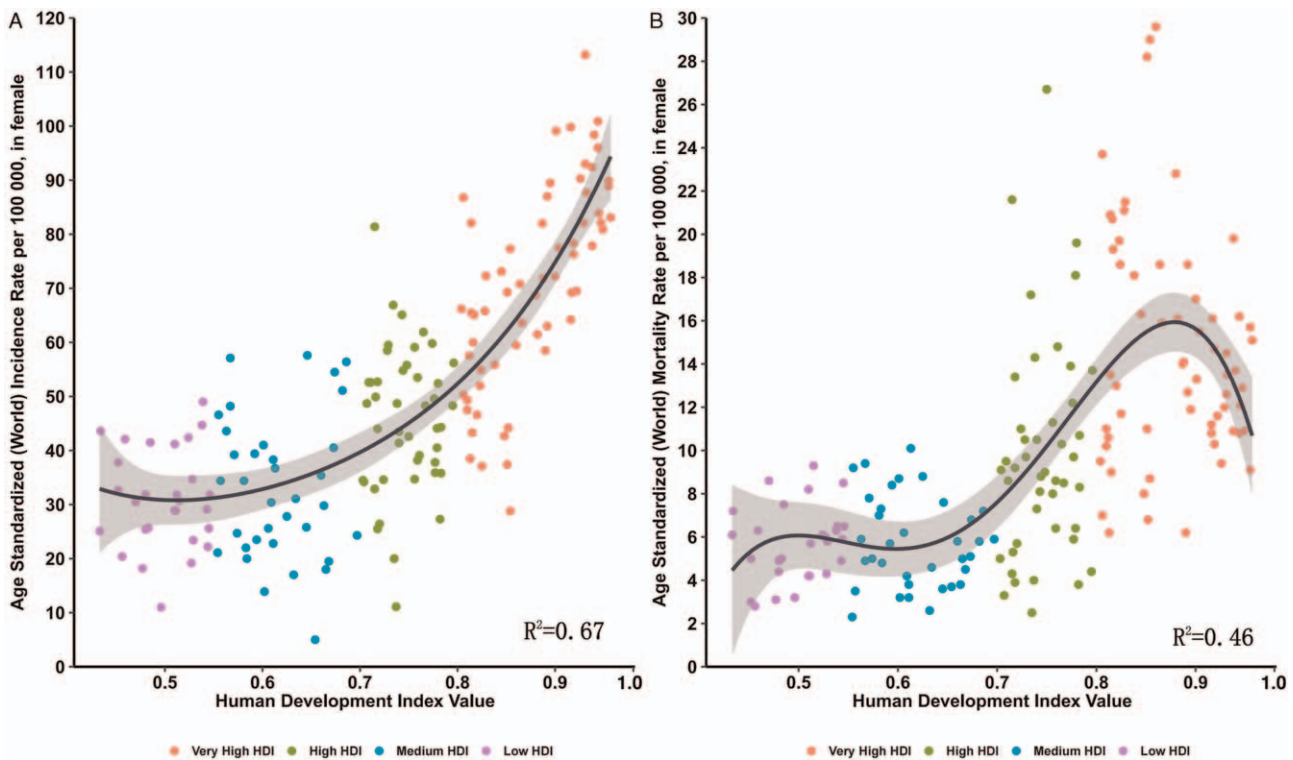 A
Age Standardized (World) Incidence Rate per 100 000, in female
120
110
100
90
80
70
60
50
40
30
20
10
0
0.5 0.6 0.7 0.8 0.9 1.0
Human Development Index Value
R²=0.67
Very High HDI High HDI Medium HDI Low HDI
B
Age Standardized (World) Mortality Rate per 100 000, in female
30
28
26
24
22
20
18
16
14
12
10
8
6
4
2
0
0.5 0.6 0.7 0.8 0.9 1.0
Human Development Index Value
R²=0.46
Very High HDI High HDI Medium HDI Low HDI